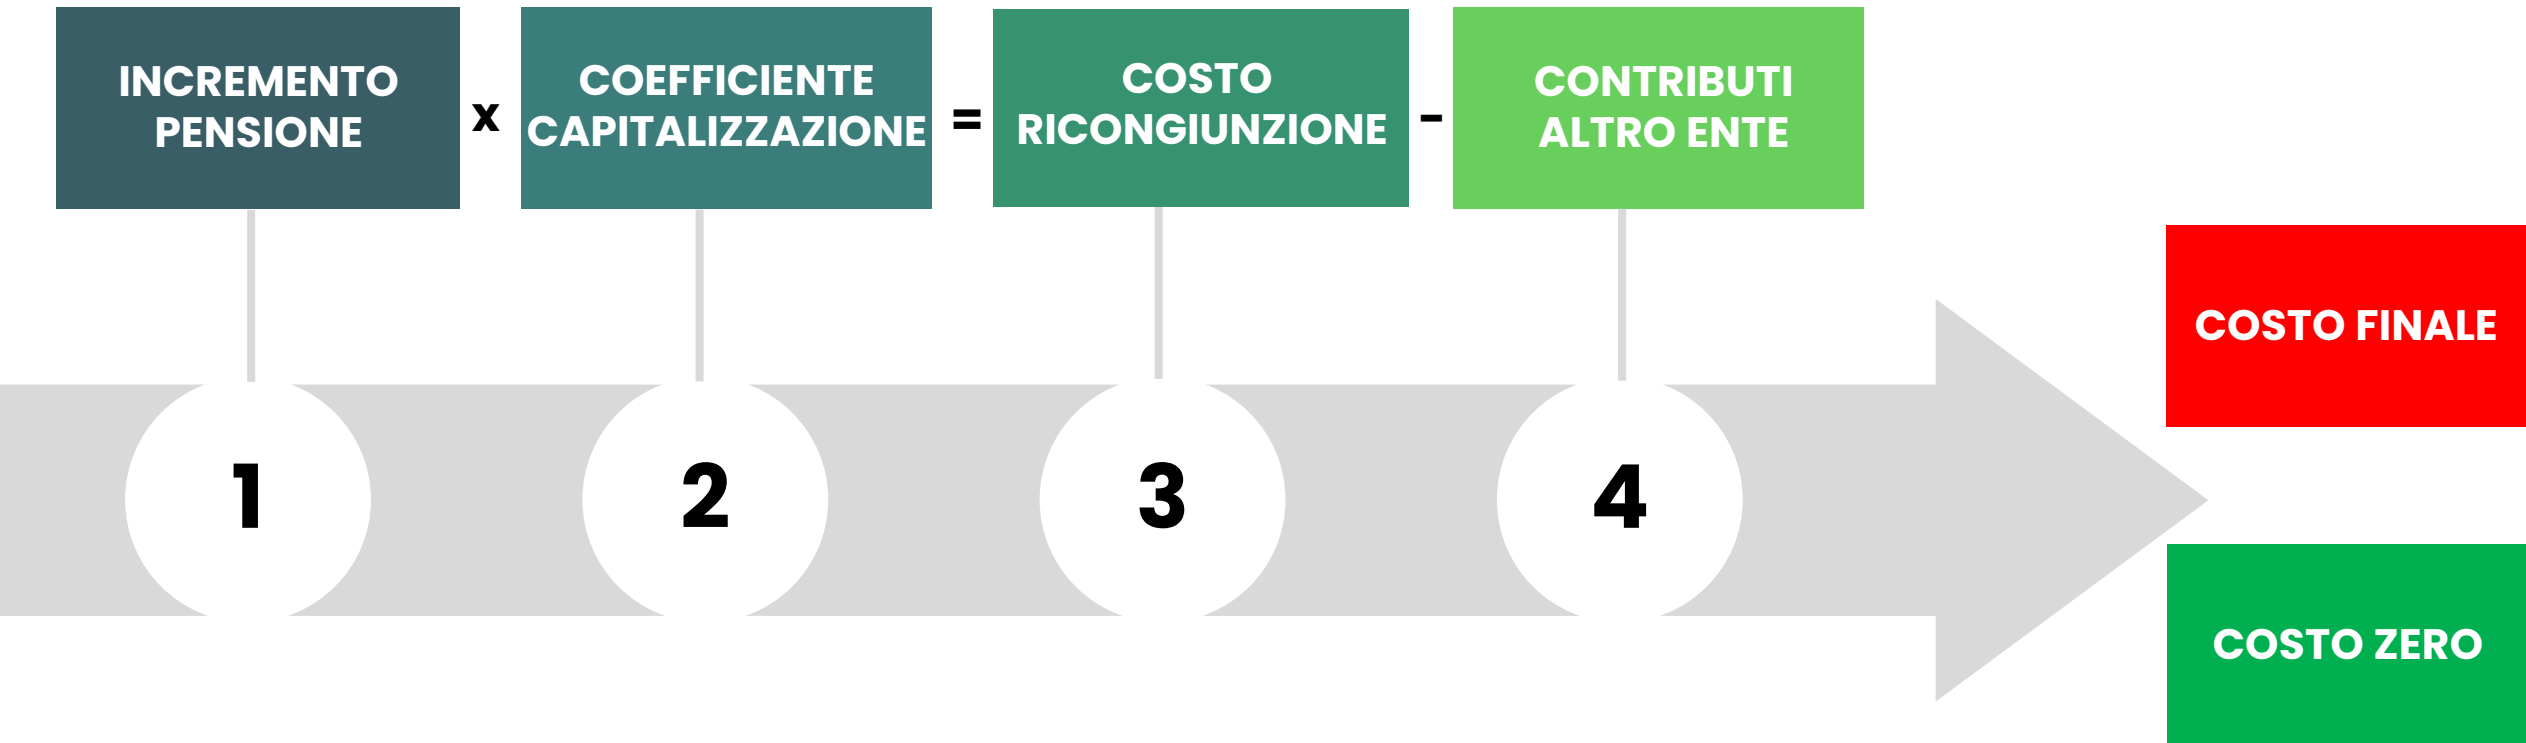 INCREMENTO
PENSIONE
x
COEFFICIENTE
CAPITALIZZAZIONE
=
COSTO
RICONGIUNZIONE
-
CONTRIBUTI
ALTRO ENTE
COSTO FINALE
1
2
3
4
COSTO ZERO